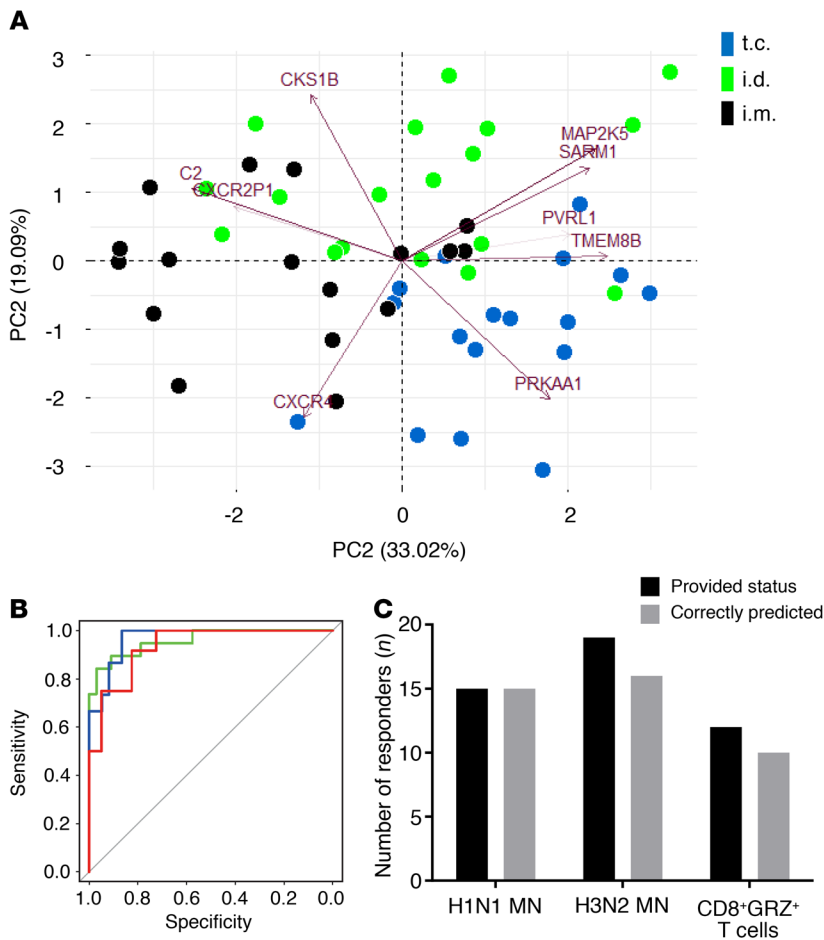 A
t.c.
i.d.
i.m.
3
2
1
0
-1
-2
-3
PC2 (19.09%)
CKS1B
MAP2K5
SARM1
C2
CXCR2P1
PVRL1
TMEM8B
PRKAA1
CXCR4
-2
0
2
PC2 (33.02%)
B
1.0
0.8
0.6
0.4
0.2
0.0
Sensitivity
1.0
0.8
0.6
0.4
0.2
0.0
Specificity
C
Provided status
Correctly predicted
20
15
10
5
0
Number of responders (n)
H1N1 MN
H3N2 MN
CD8+GRZ+
T cells